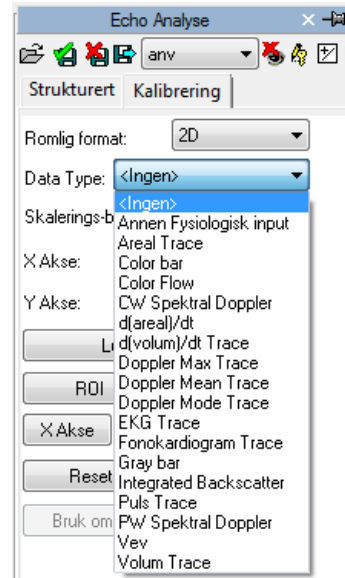 Echo Analyse
anv
Strukturert Kalibrering
Romlig format: 2D
Data Type: <Ingen>
<Ingen>
Skalerings-b
Annen Fysiologisk input
Areal Trace
X Akse:
Color bar
Color Flow
Y Akse:
CW Spektral Doppler
d(areal)/dt
d(volum)/dt Trace
Doppler Max Trace
ROI
Doppler Mean Trace
Doppler Mode Trace
X Akse
EKG Trace
Fonokardiogram Trace
Gray bar
Reset
Integrated Backscatter
Puls Trace
Bruk om
PW Spektral Doppler
Vev
Volum Trace